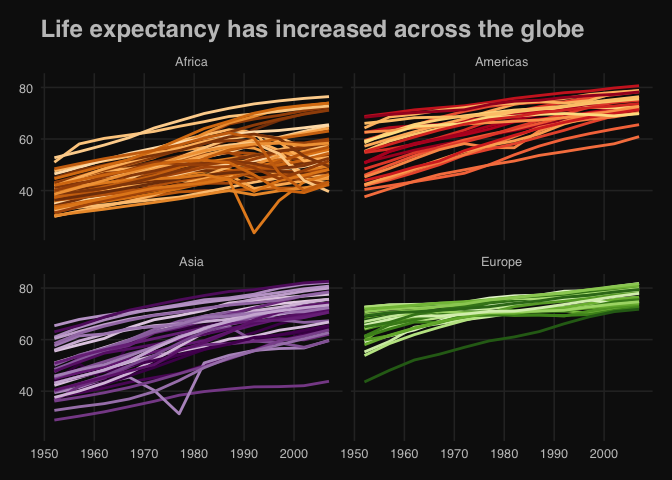 Life expectancy has increased across the globe
Africa
Americas
80
60
40
Asia
Europe
80
60
40
1950 1960 1970 1980 1990 2000 1950 1960 1970 1980 1990 2000